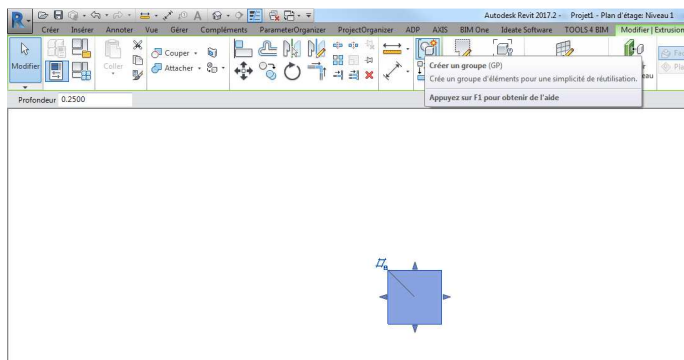 Autodesk Revit 2017.2 - Projet1 - Plan d'étage: Niveau 1
Créer Insérer Annoter Vue Gérer Compléments ParameterOrganizer ProjectOrganizer ADP AXIS BIM One Ideate Software TOOLS 4 BIM Modifier | Extrusion
Modifier
Coller
Couper
Attacher
Créer un groupe (GP)
Crée un groupe d'éléments pour une simplicité de réutilisation.
Appuyez sur F1 pour obtenir de l'aide
Profondeur 0.2500